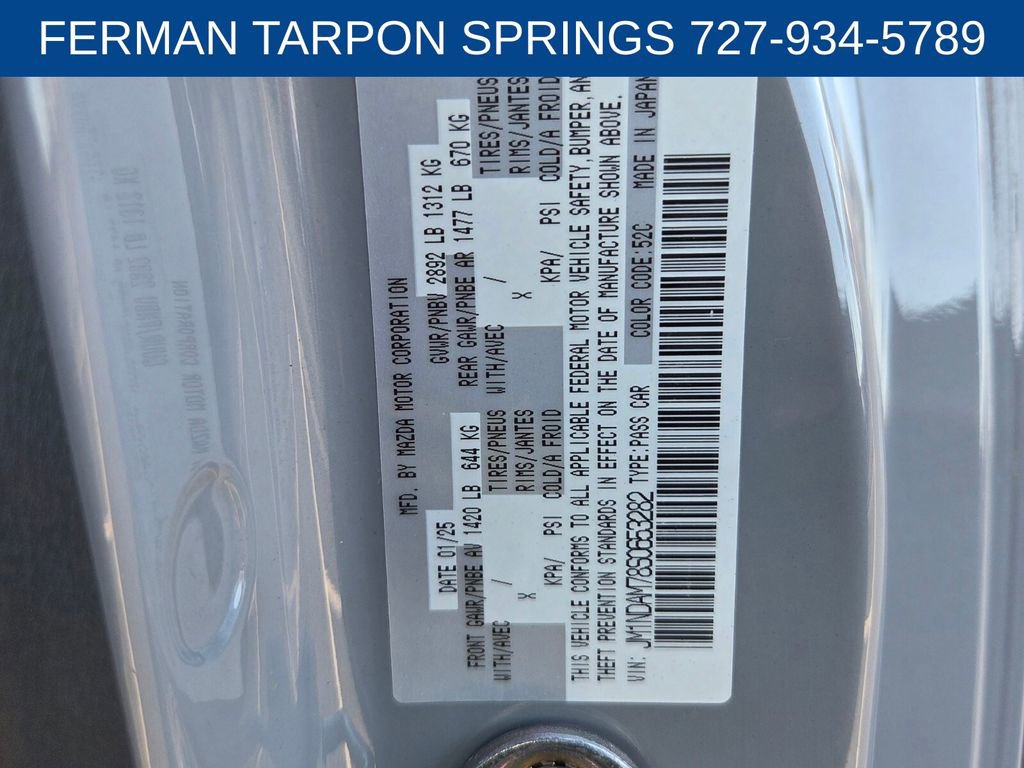 FERMAN TARPON SPRINGS 727-934-5789
MFD. BY MAZDA MOTOR CORPORATION
DATE 01/25 GVWR/PNBV 2892 LB 1312 KG
FRONT GAWR/PNBE AV 1420 LB 644 KG REAR GAWR/PNBE AR 1477 LB 670 KG
WITH/AVEC TIRES/PNEUS WITH/AVEC TIRES/PNEUS
X / RIMS/JANTES X / RIMS/JANTES
KPA/ PSI COLD/A FROID KPA/ PSI COLD/A FROID
THIS VEHICLE CONFORMS TO ALL APPLICABLE FEDERAL MOTOR VEHICLE SAFETY, BUMPER, AN
THEFT PREVENTION STANDARDS IN EFFECT ON THE DATE OF MANUFACTURE SHOWN ABOVE.
VIN: JM1NDAM78S0653282 TYPE:PASS CAR COLOR CODE:52C MADE IN JAPAN